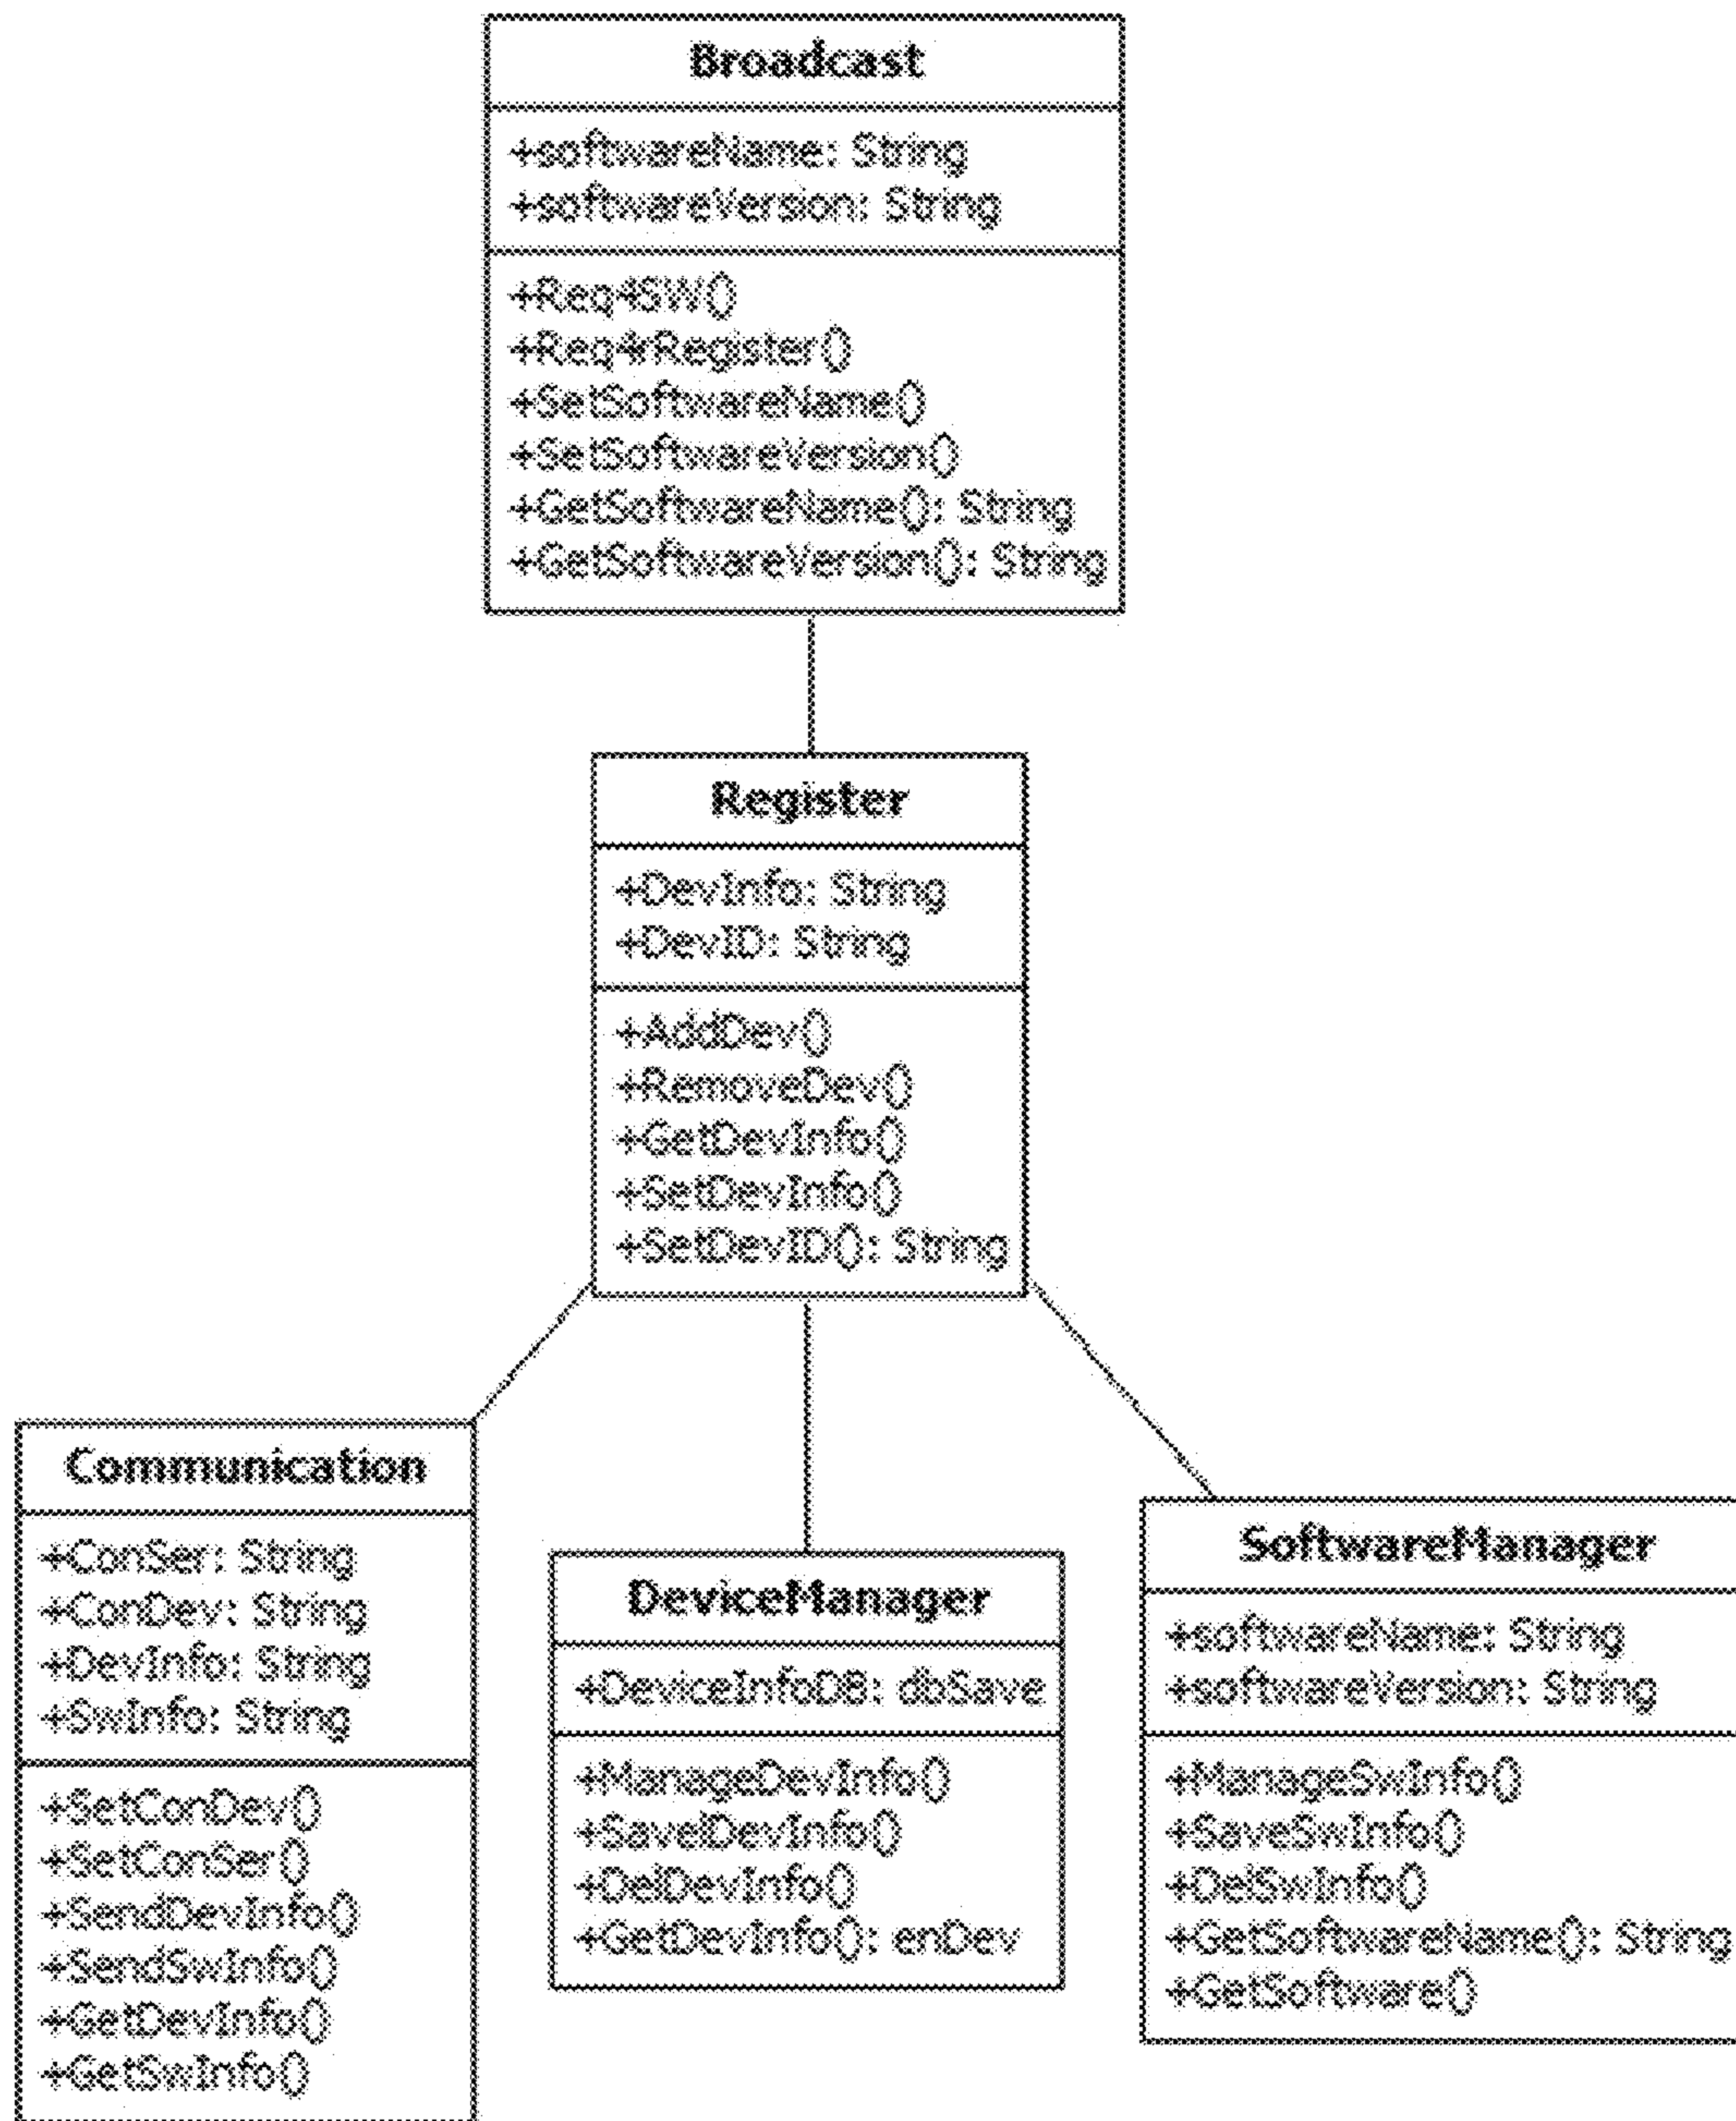 Broadcast
+softwareName: String
+softwareVersion: String
+SetSoftwareName()
+SetSoftwareVersion()
+GetSoftwareName(): String
+GetSoftwareVersion(): String
Register
+DevInfo: String
+DevID: String
+AddDev()
+RemoveDev()
+GetDevInfo()
+SetDevInfo()
+SetDevID(): String
Communication
+ConSer: String
+ConDev: String
+DevInfo: String
+SwInfo: String
+SetConDev()
+SetConSer()
+SendDevInfo()
+SendSwInfo()
+GetDevInfo()
+GetSwInfo()
DeviceManager
+DeviceInfoDB: dbSave
+ManageDevInfo()
+SaveDevInfo()
+DelDevInfo()
+GetDevInfo(): enDev
SoftwareManager
+softwareName: String
+softwareVersion: String
+ManageSwInfo()
+SaveSwInfo()
+DelSwInfo()
+GetSoftwareName(): String
+GetSoftware()